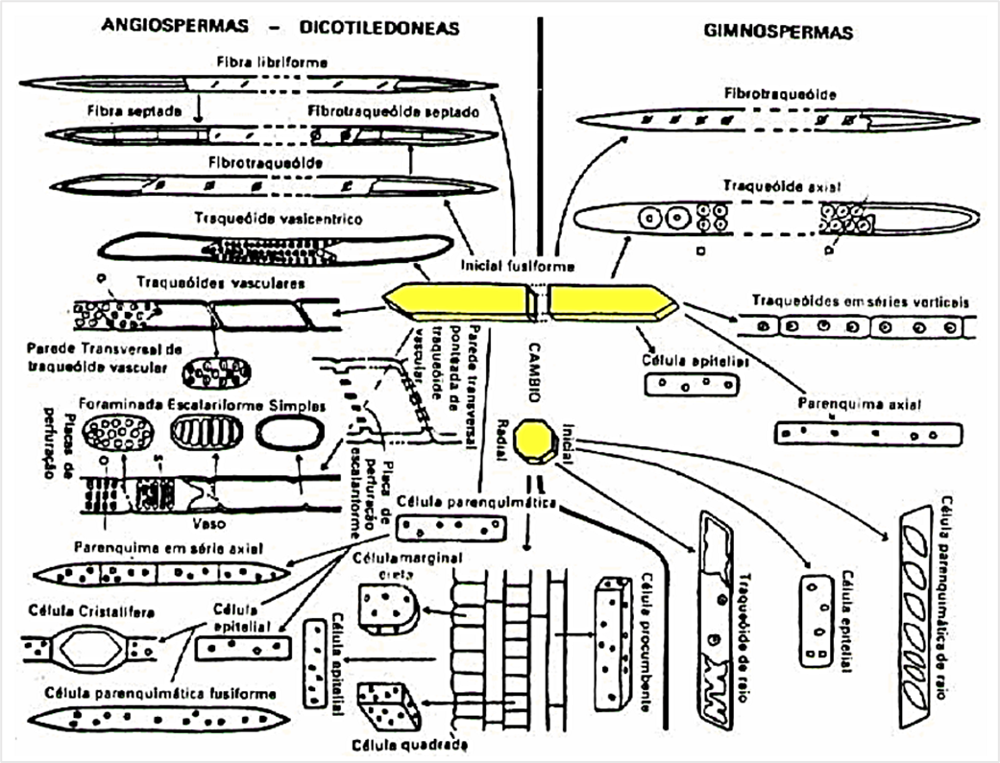 ANGIOSPERMAS – DICOTILEDONEAS
Fibra libriforme
Fibra septada
Fibrotraqueóide septado
Fibrotraqueóide
Traqueóide vasicentrico
Traqueóides vasculares
Parede Transversal de
traqueóide vascular
Foraminada Escalariforme Simples
Placas de
perfuração
Vaso
Parede transversal
ponteada de
traqueóide
vascular
Placa de
perfuração
escalariforme
Célula parenquimática
Parenquima em série axial
Célula Cristalífera
Célula
epitelial
Célula parenquimática fusiforme
Célula marginal
ereta
Célula epitelial
Célula quadrada
Célula procumbente
Inicial fusiforme
CAMBIO
Inicial
Radial
GIMNOSPERMAS
Fibrotraqueóide
Traqueóide axial
Traqueóides em séries verticais
Célula epitelial
Parenquima axial
Traqueóide de raio
Célula epitelial
Célula parenquimática de raio